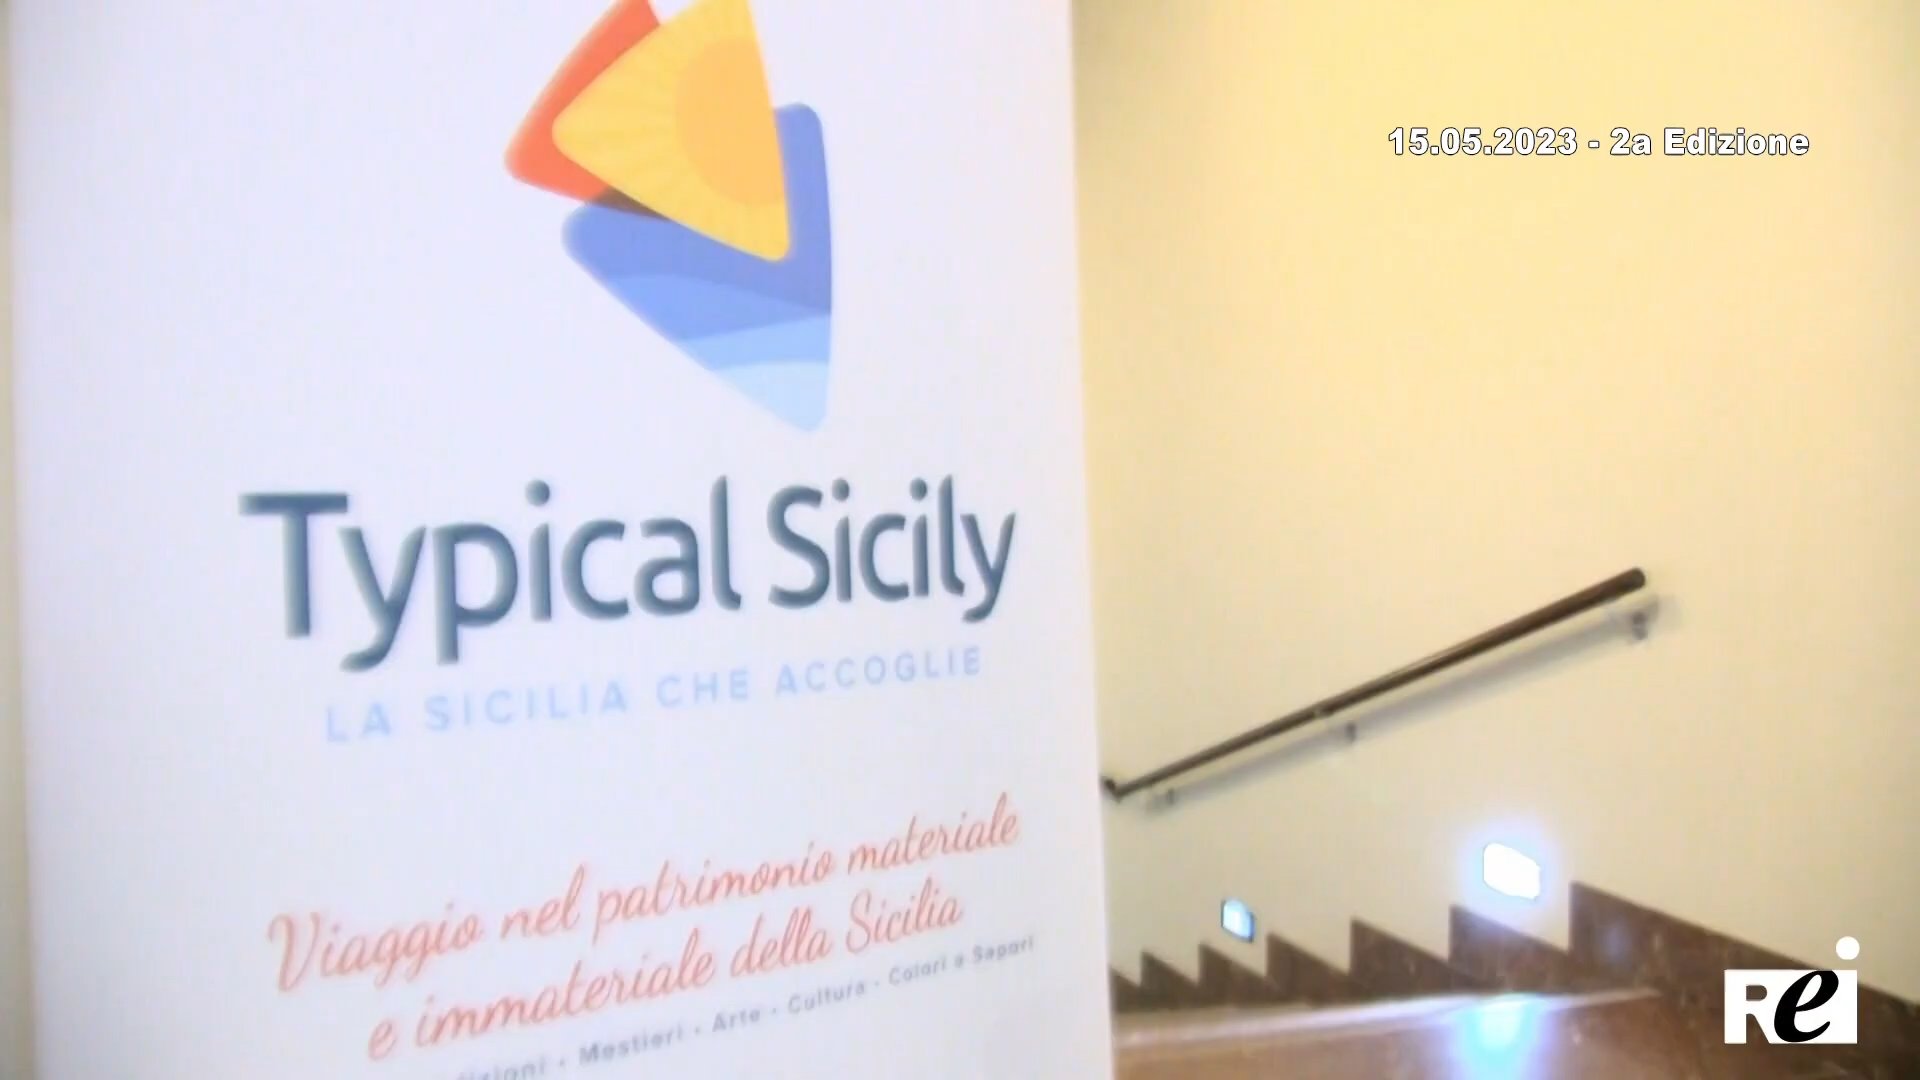 15.05.2023 - 2a Edizione
Typical Sicily
LA SICILIA CHE ACCOGLIE
Viaggio nel patrimonio materiale
e immateriale della Sicilia
· Mestieri · Arte · Cultura · Colori e Sapori
Rei